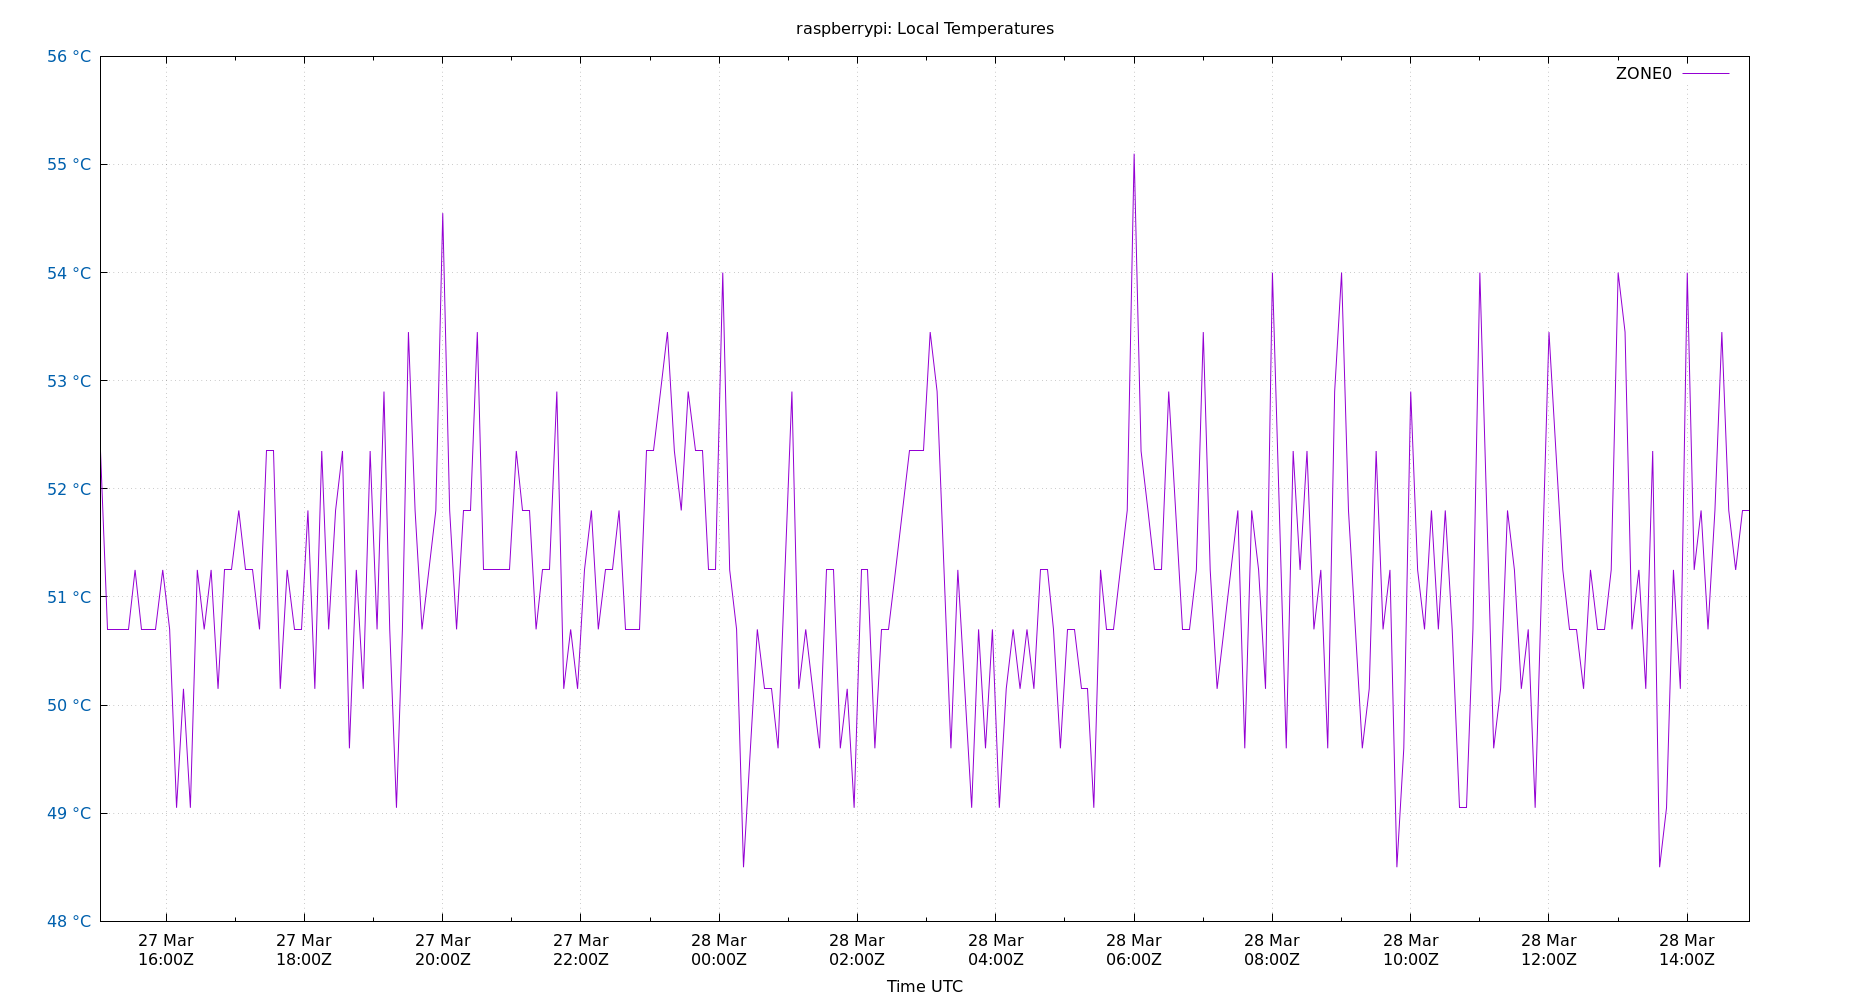 raspberrypi: Local Temperatures
ZONE0
56 °C
55 °C
54 °C
53 °C
52 °C
51 °C
50 °C
49 °C
48 °C
27 Mar 27 Mar 27 Mar 27 Mar 28 Mar 28 Mar 28 Mar 28 Mar 28 Mar 28 Mar 28 Mar 28 Mar
16:00Z 18:00Z 20:00Z 22:00Z 00:00Z 02:00Z 04:00Z 06:00Z 08:00Z 10:00Z 12:00Z 14:00Z
Time UTC